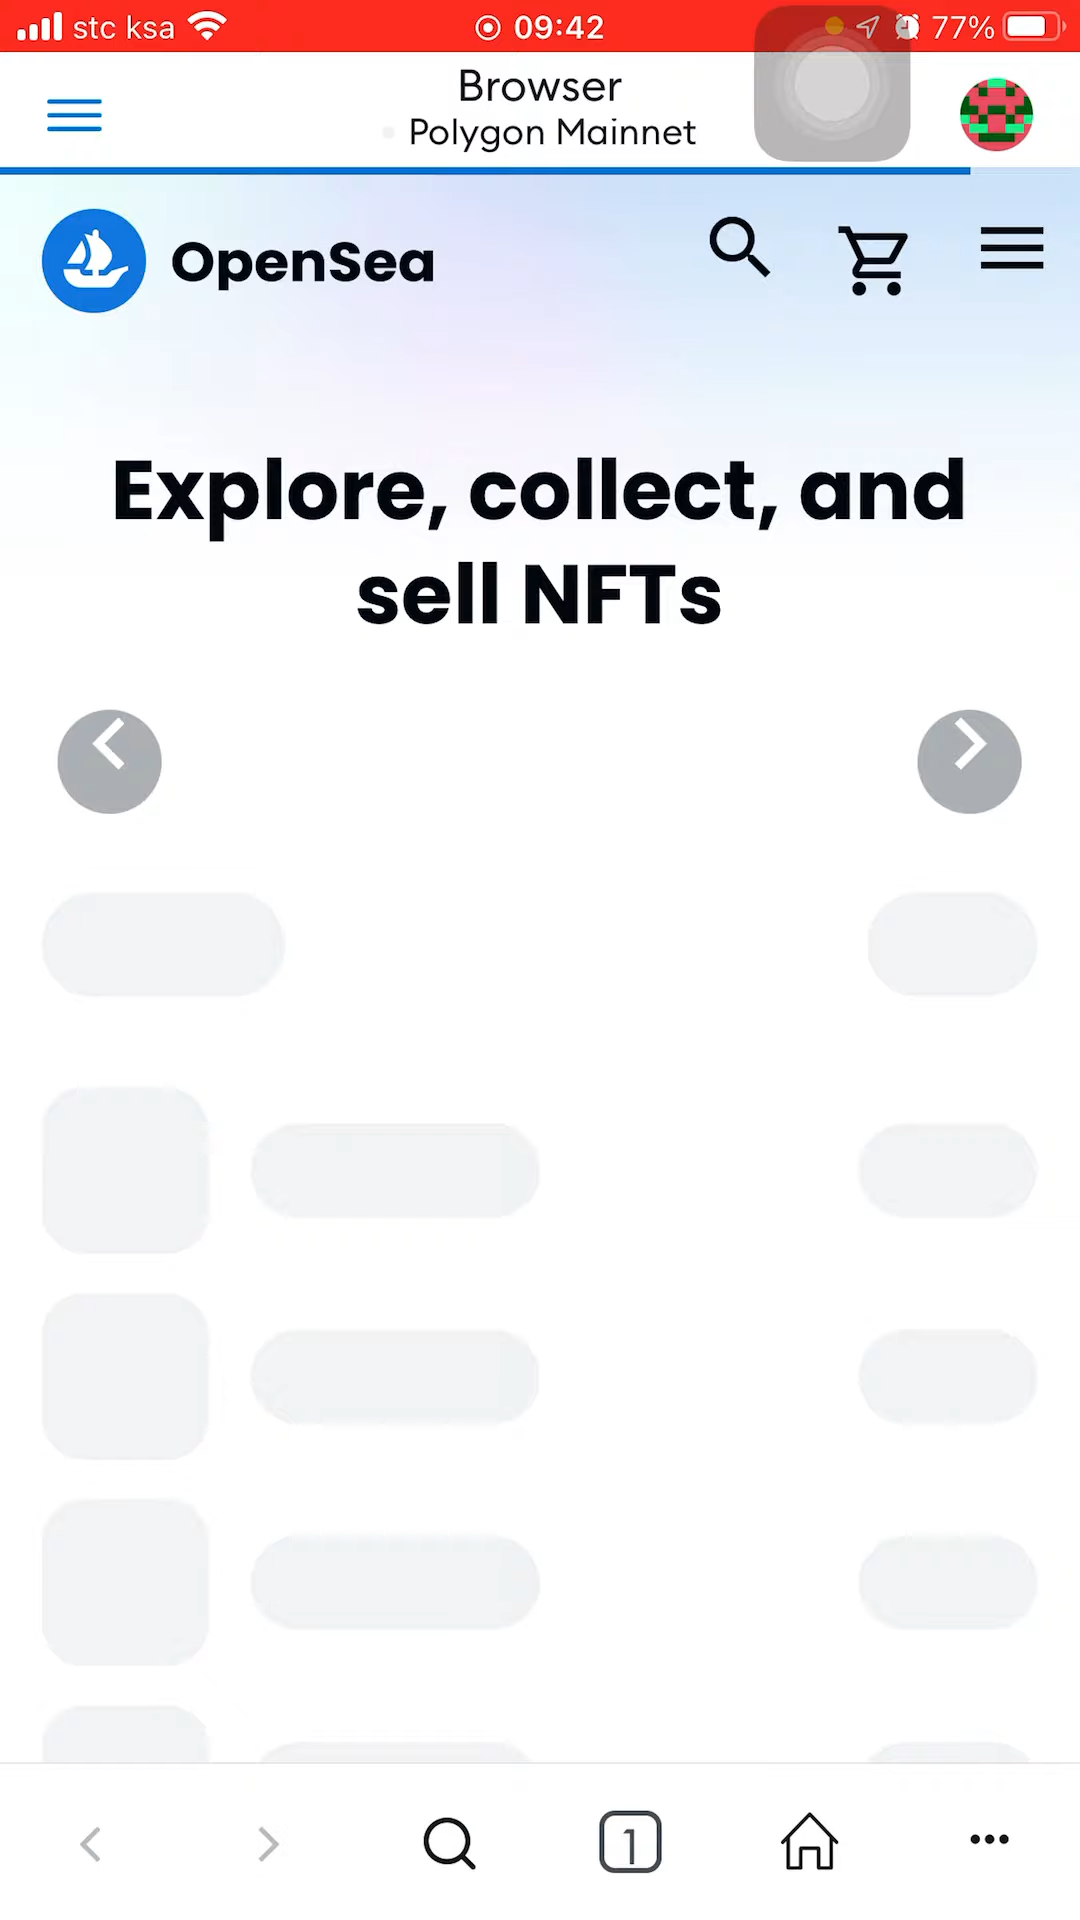 stc ksa 09:42 77%
Browser
Polygon Mainnet
OpenSea
Explore, collect, and
sell NFTs
1